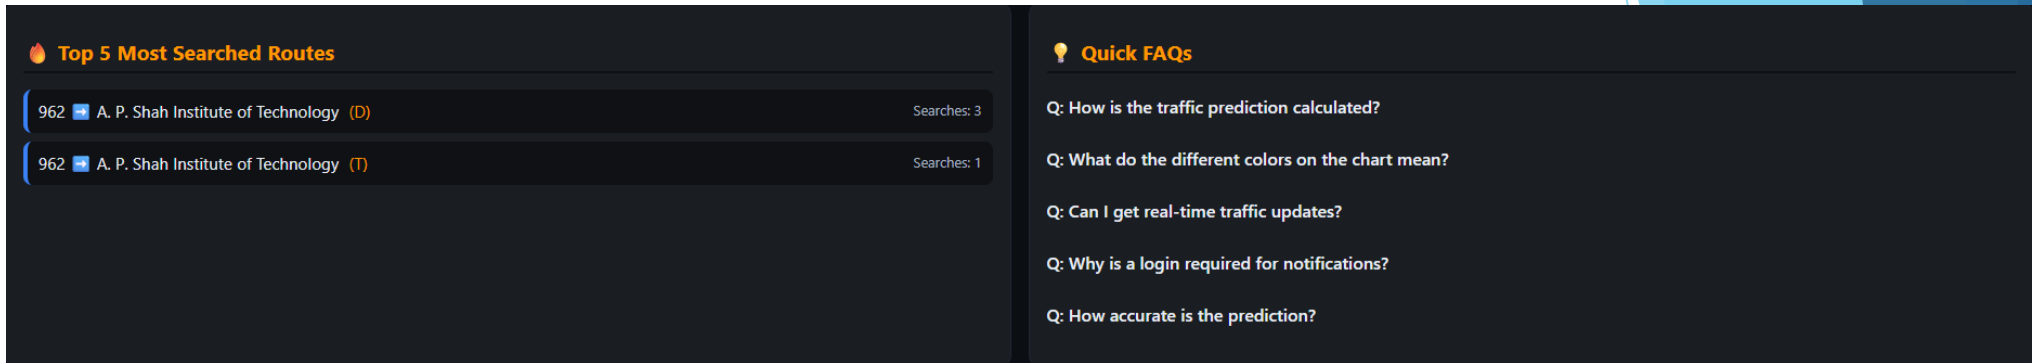 🔥 Top 5 Most Searched Routes
962 ➡️ A. P. Shah Institute of Technology (D) Searches: 3
962 ➡️ A. P. Shah Institute of Technology (T) Searches: 1
💡 Quick FAQs
Q: How is the traffic prediction calculated?
Q: What do the different colors on the chart mean?
Q: Can I get real-time traffic updates?
Q: Why is a login required for notifications?
Q: How accurate is the prediction?